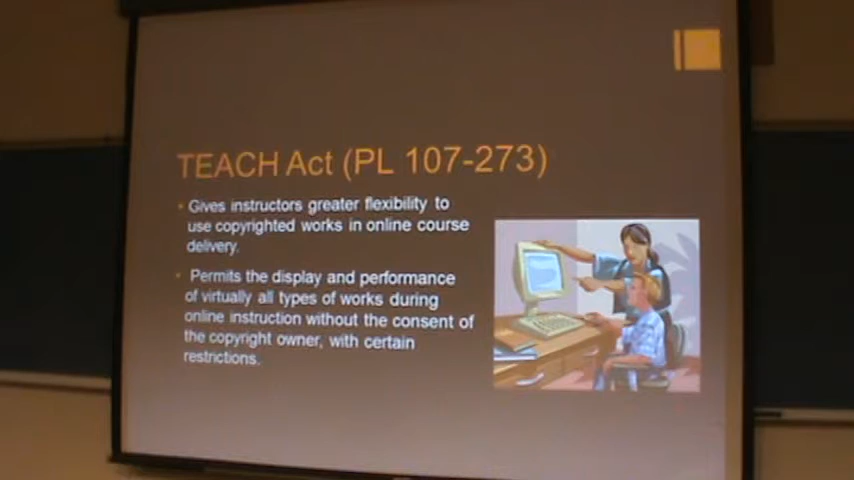 TEACH Act (PL 107-273)
Gives instructors greater flexibility to
use copyrighted works in online course
delivery.
Permits the display and performance
of virtually all types of works during
online instruction without the consent of
the copyright owner, with certain
restrictions.